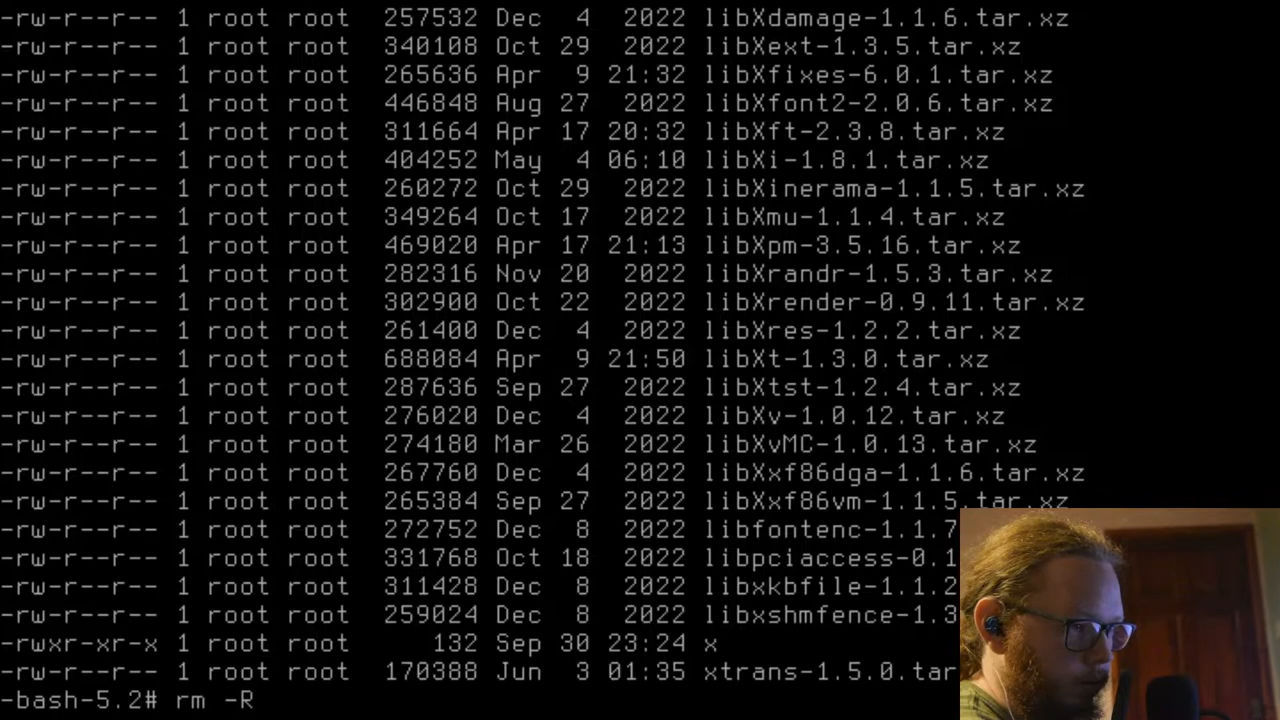 -rw-r--r-- 1 root root  257532 Dec  4  2022 libXdamage-1.1.6.tar.xz
-rw-r--r-- 1 root root  340108 Oct 29  2022 libXext-1.3.5.tar.xz
-rw-r--r-- 1 root root  265636 Apr  9 21:32 libXfixes-6.0.1.tar.xz
-rw-r--r-- 1 root root  446848 Aug 27  2022 libXfont2-2.0.6.tar.xz
-rw-r--r-- 1 root root  311664 Apr 17 20:32 libXft-2.3.8.tar.xz
-rw-r--r-- 1 root root  404252 May  4 06:10 libXi-1.8.1.tar.xz
-rw-r--r-- 1 root root  260272 Oct 29  2022 libXinerama-1.1.5.tar.xz
-rw-r--r-- 1 root root  349264 Oct 17  2022 libXmu-1.1.4.tar.xz
-rw-r--r-- 1 root root  469020 Apr 17 21:13 libXpm-3.5.16.tar.xz
-rw-r--r-- 1 root root  282316 Nov 20  2022 libXrandr-1.5.3.tar.xz
-rw-r--r-- 1 root root  302900 Oct 22  2022 libXrender-0.9.11.tar.xz
-rw-r--r-- 1 root root  261400 Dec  4  2022 libXres-1.2.2.tar.xz
-rw-r--r-- 1 root root  688084 Apr  9 21:50 libXt-1.3.0.tar.xz
-rw-r--r-- 1 root root  287636 Sep 27  2022 libXtst-1.2.4.tar.xz
-rw-r--r-- 1 root root  276020 Dec  4  2022 libXv-1.0.12.tar.xz
-rw-r--r-- 1 root root  274180 Mar 26  2022 libXvMC-1.0.13.tar.xz
-rw-r--r-- 1 root root  267760 Dec  4  2022 libXxf86dga-1.1.6.tar.xz
-rw-r--r-- 1 root root  265384 Sep 27  2022 libXxf86vm-1.1.5.tar.xz
-rw-r--r-- 1 root root  272752 Dec  8  2022 libfontenc-1.1.7
-rw-r--r-- 1 root root  331768 Oct 18  2022 libpciaccess-0.1
-rw-r--r-- 1 root root  311428 Dec  8  2022 libxkbfile-1.1.2
-rw-r--r-- 1 root root  259024 Dec  8  2022 libxshmfence-1.3
-rwxr-xr-x 1 root root     132 Sep 30 23:24 x
-rw-r--r-- 1 root root  170388 Jun  3 01:35 xtrans-1.5.0.tar
-bash-5.2# rm -R